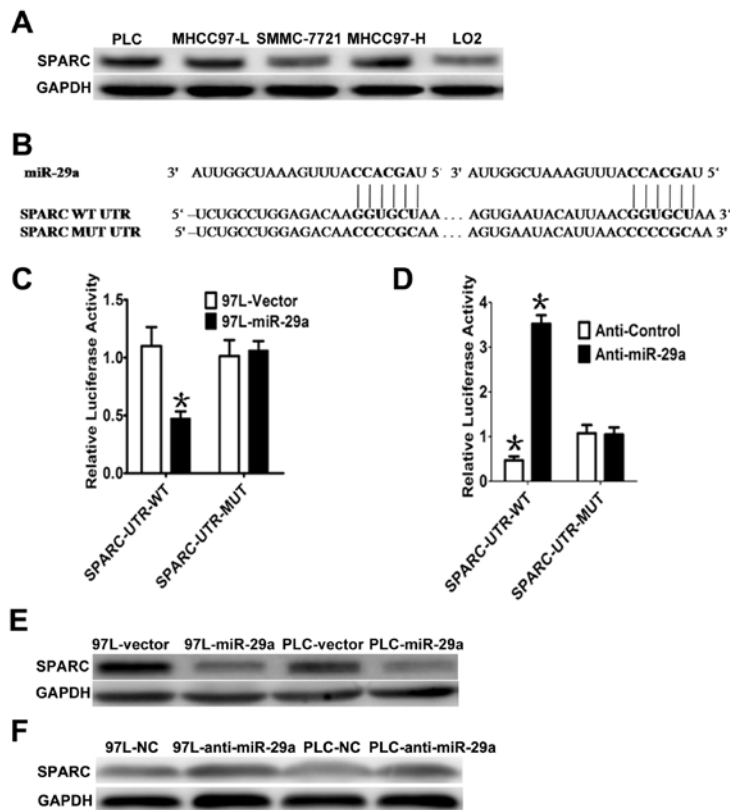 A
PLC MHCC97-L SMMC-7721 MHCC97-H LO2
SPARC
GAPDH
B
miR-29a 3' AUUGGCUAAAGUUUACCACGAU 5' AUUGGCUAAAGUUUACCACGAU 5'
SPARC WT UTR 5' –UCUGCCUGGAGACAAGGUGCUAA ... AGUGAAUACAUUAACGGUGCUAA 3'
SPARC MUT UTR 5' –UCUGCCUGGAGACAACCCCGCAA ... AGUGAAUACAUUAACCCCCGCAA 3'
C
Relative Luciferase Activity
1.5
1.0
0.5
0.0
97L-Vector
97L-miR-29a
*
SPARC-UTR-WT
SPARC-UTR-MUT
D
Relative Luciferase Activity
4
3
2
1
0
Anti-Control
Anti-miR-29a
*
*
SPARC-UTR-WT
SPARC-UTR-MUT
E
97L-vector 97L-miR-29a PLC-vector PLC-miR-29a
SPARC
GAPDH
F
97L-NC 97L-anti-miR-29a PLC-NC PLC-anti-miR-29a
SPARC
GAPDH